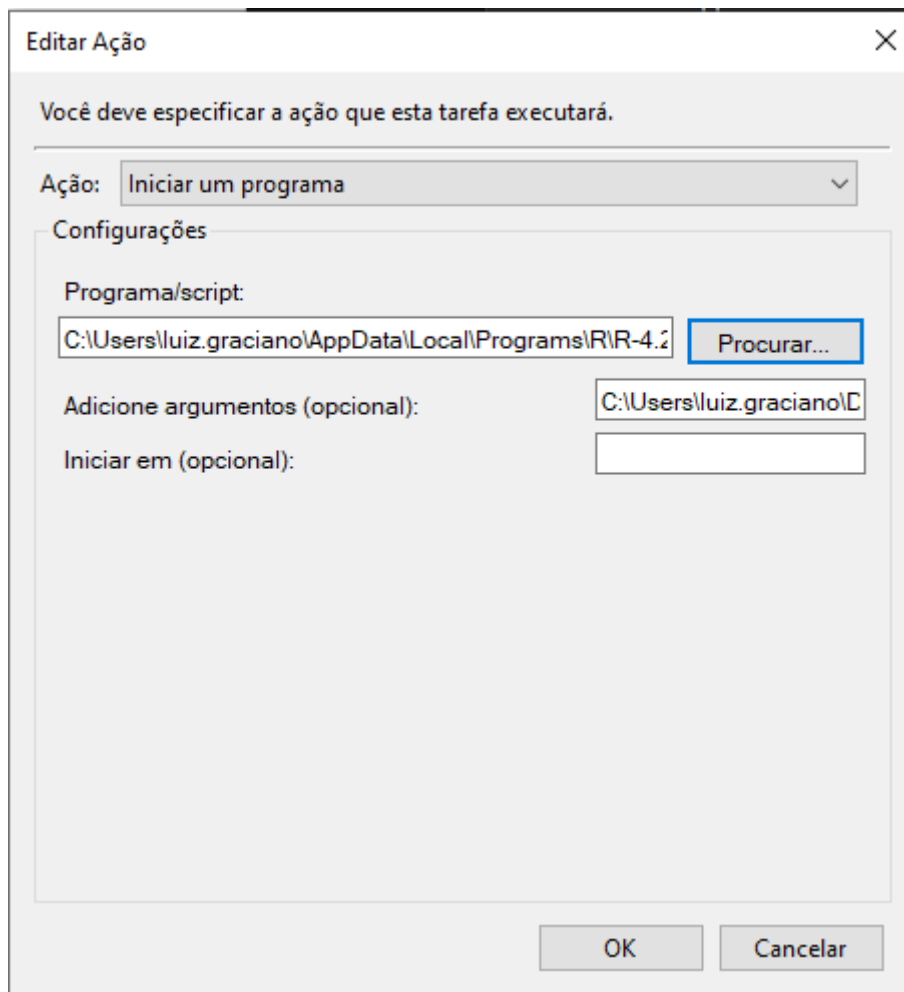 Editar Ação
Você deve especificar a ação que esta tarefa executará.
Ação: Iniciar um programa
Configurações
Programa/script:
C:\Users\luiz.graciano\AppData\Local\Programs\R\R-4.2 Procurar...
Adicione argumentos (opcional): C:\Users\luiz.graciano\D
Iniciar em (opcional):
OK Cancelar